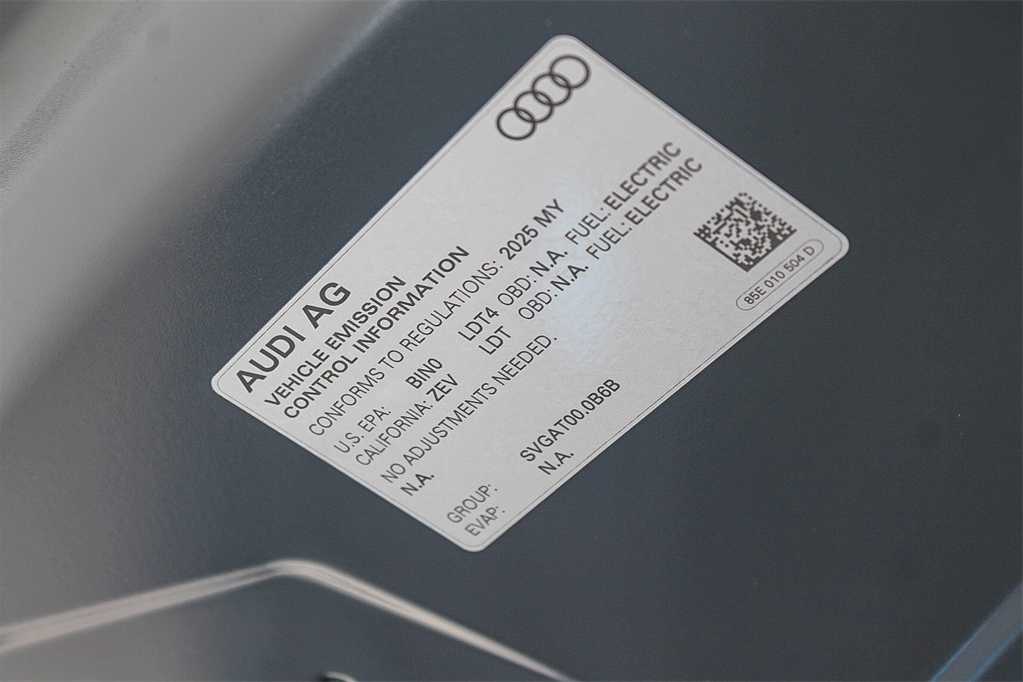 AUDI AG
VEHICLE EMISSION
CONTROL INFORMATION
CONFORMS TO REGULATIONS: 2025 MY
U.S. EPA: BIN0 LDT4 OBD: N.A. FUEL: ELECTRIC
CALIFORNIA: ZEV LDT OBD: N.A. FUEL: ELECTRIC
NO ADJUSTMENTS NEEDED.
N.A.
GROUP: SVGAT00.0B6B
EVAP: N.A.
85E 010 504 D